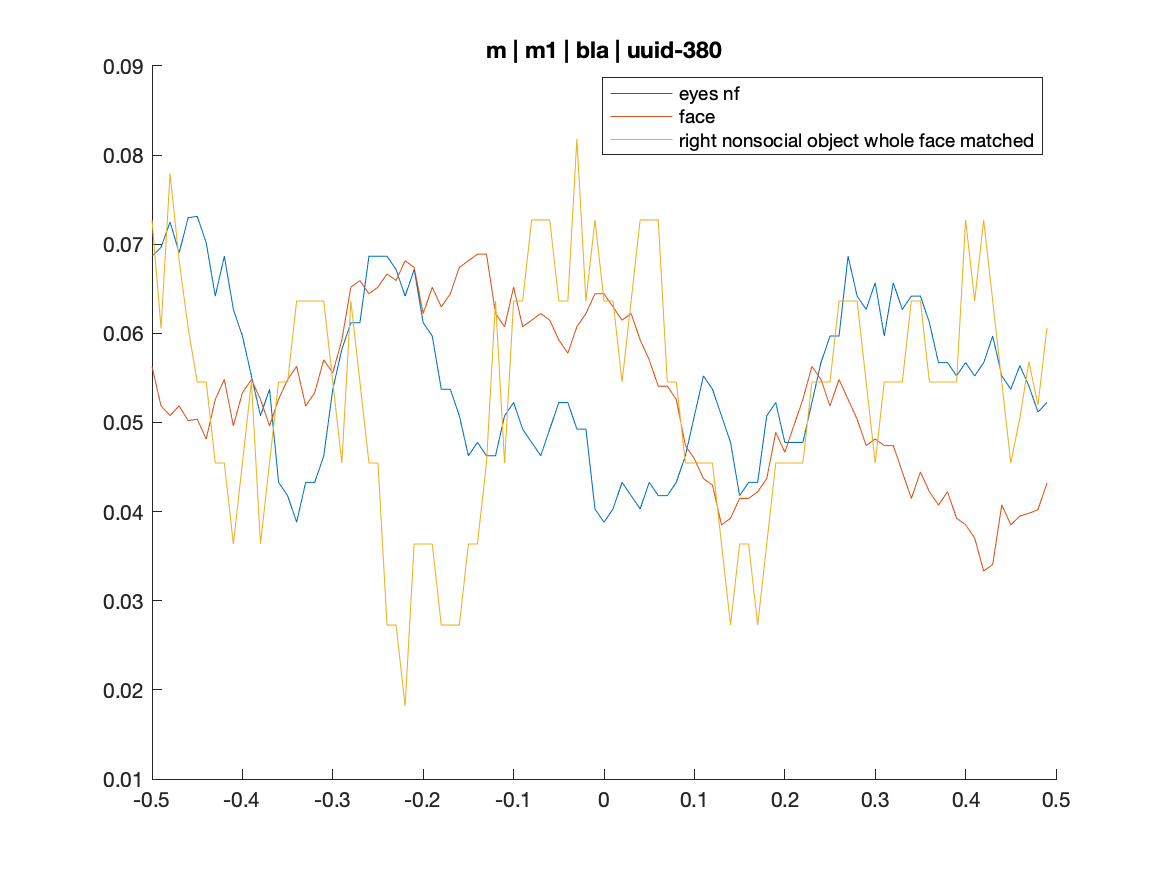 m | m1 | bla | uuid-380
eyes nf
face
right nonsocial object whole face matched
0.09
0.08
0.07
0.06
0.05
0.04
0.03
0.02
0.01
-0.5 -0.4 -0.3 -0.2 -0.1 0 0.1 0.2 0.3 0.4 0.5